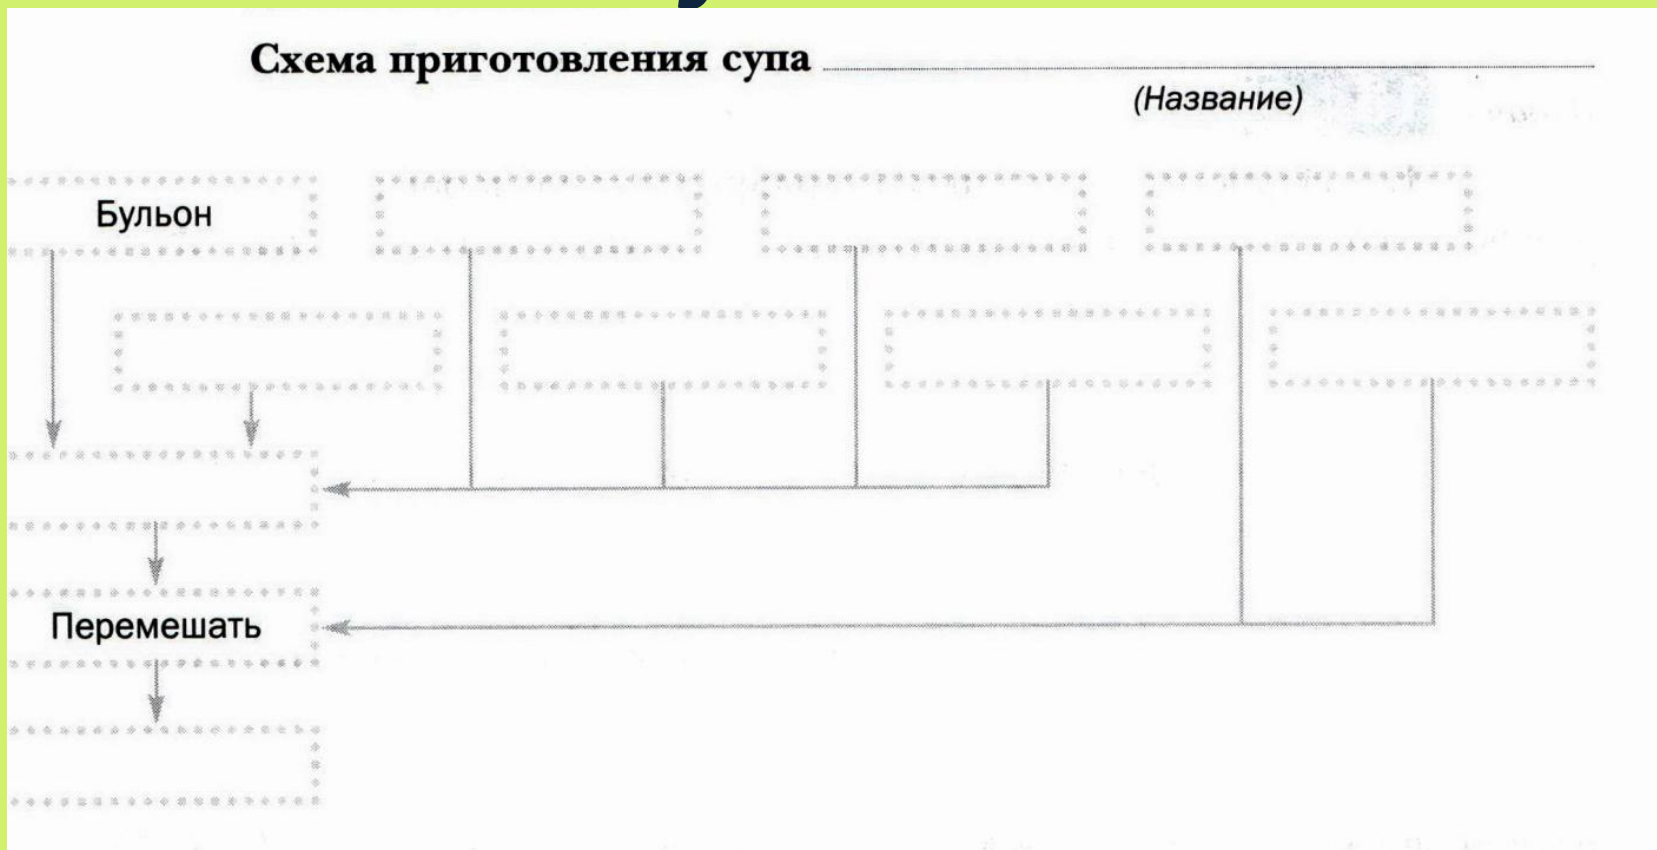 Схема приготовления супа
(Название)
Бульон
Перемешать